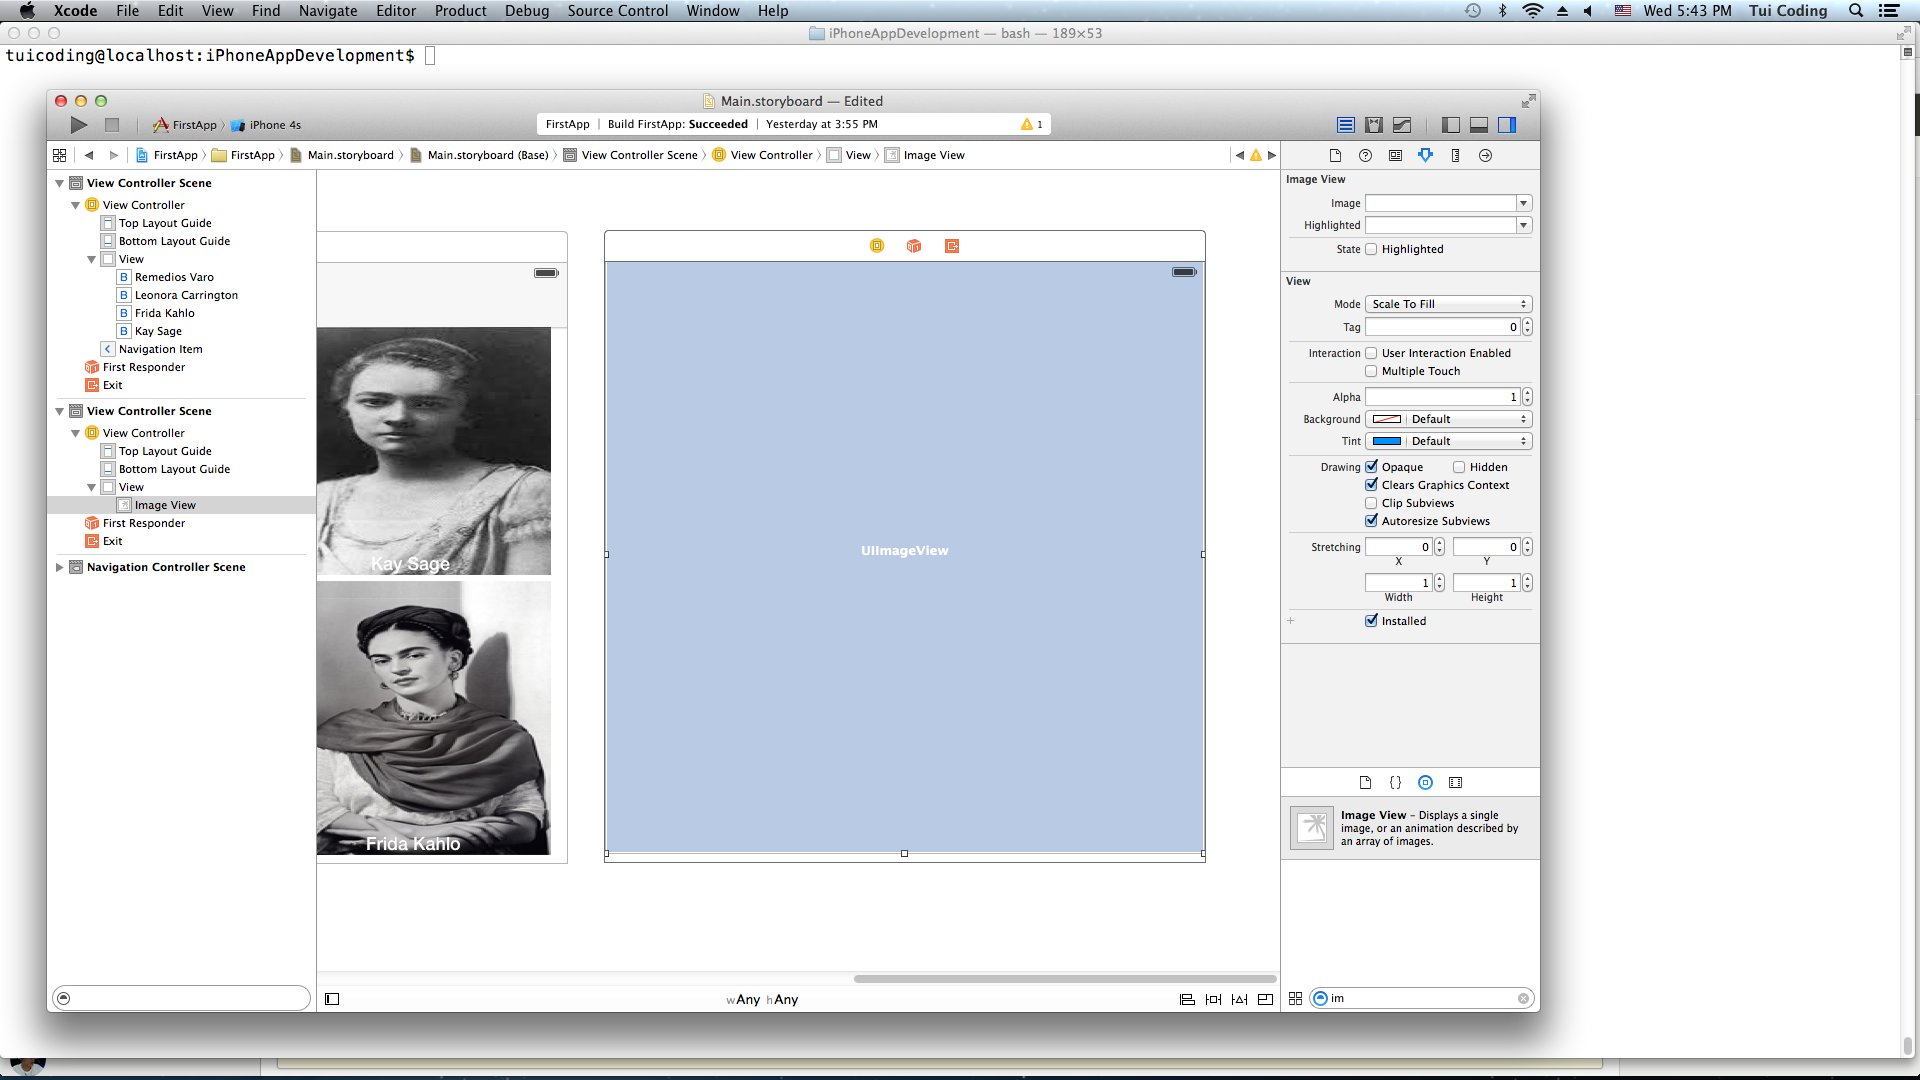 Xcode File Edit View Find Navigate Editor Product Debug Source Control Window Help Wed 5:43 PM Tui Coding
iPhoneAppDevelopment — bash — 189×53
tuicoding@localhost:iPhoneAppDevelopment$
Main.storyboard — Edited
FirstApp iPhone 4s FirstApp | Build FirstApp: Succeeded | Yesterday at 3:55 PM 1
FirstApp FirstApp Main.storyboard Main.storyboard (Base) View Controller Scene View Controller View Image View
View Controller Scene
View Controller
Top Layout Guide
Bottom Layout Guide
View
B Remedios Varo
B Leonora Carrington
B Frida Kahlo
B Kay Sage
Navigation Item
First Responder
Exit
View Controller Scene
View Controller
Top Layout Guide
Bottom Layout Guide
View
Image View
First Responder
Exit
Navigation Controller Scene
Kay Sage
Frida Kahlo
UIImageView
wAny hAny
Image View
Image
Highlighted
State Highlighted
View
Mode Scale To Fill
Tag 0
Interaction User Interaction Enabled
Multiple Touch
Alpha 1
Background Default
Tint Default
Drawing Opaque Hidden
Clears Graphics Context
Clip Subviews
Autoresize Subviews
Stretching 0 0
X Y
1 1
Width Height
+ Installed
{}
Image View – Displays a single
image, or an animation described by
an array of images.
im